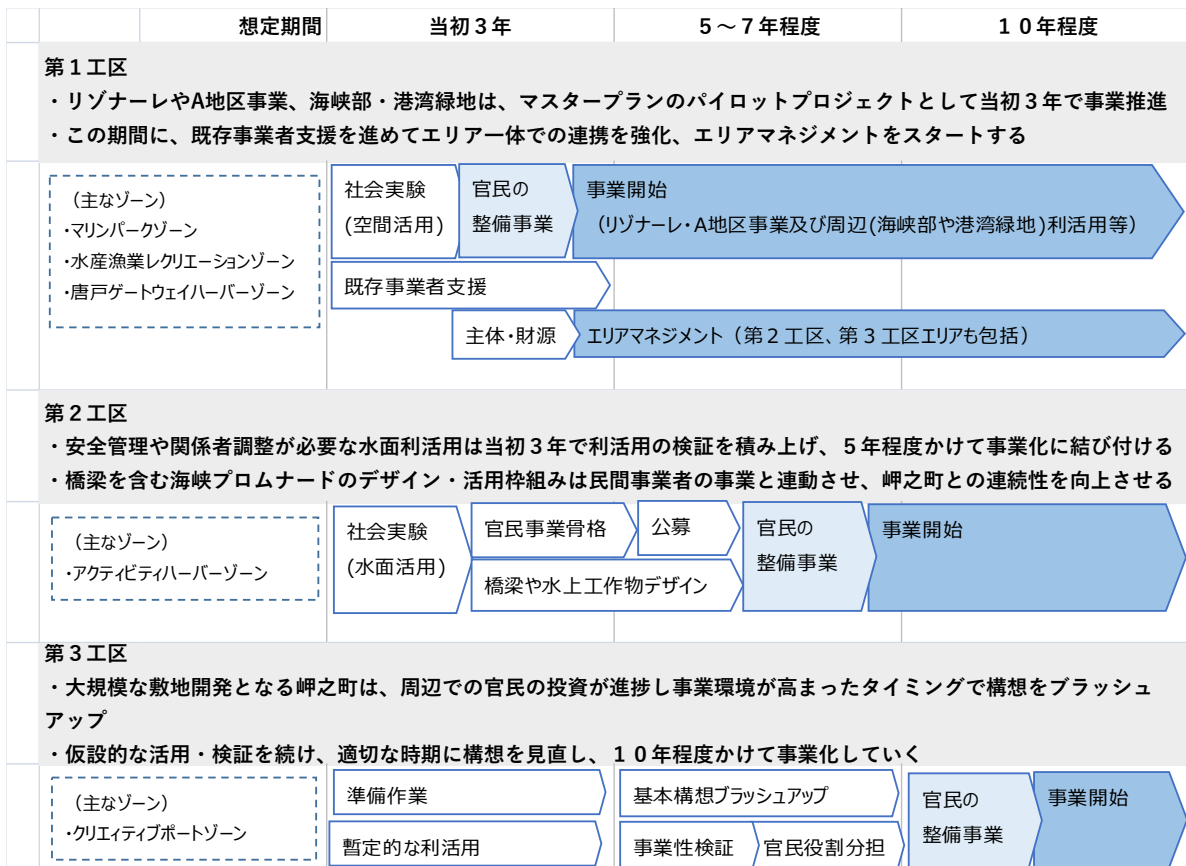 想定期間
当初３年
５～７年程度
１０年程度
第１工区
・リゾナーレやA地区事業、海峡部・港湾緑地は、マスタープランのパイロットプロジェクトとして当初３年で事業推進
・この期間に、既存事業者支援を進めてエリア一体での連携を強化、エリアマネジメントをスタートする
（主なゾーン）
・マリンパークゾーン
・水産漁業レクリエーションゾーン
・唐戸ゲートウェイハーバーゾーン
社会実験
(空間活用)
官民の
整備事業
事業開始
（リゾナーレ・A地区事業及び周辺(海峡部や港湾緑地)利活用等）
既存事業者支援
主体・財源
エリアマネジメント（第２工区、第３工区エリアも包括）
第２工区
・安全管理や関係者調整が必要な水面利活用は当初３年で利活用の検証を積み上げ、５年程度かけて事業化に結び付ける
・橋梁を含む海峡プロムナードのデザイン・活用枠組みは民間事業者の事業と連動させ、岬之町との連続性を向上させる
（主なゾーン）
・アクティビティハーバーゾーン
社会実験
(水面活用)
官民事業骨格
公募
橋梁や水上工作物デザイン
官民の
整備事業
事業開始
第３工区
・大規模な敷地開発となる岬之町は、周辺での官民の投資が進捗し事業環境が高まったタイミングで構想をブラッシュ
アップ
・仮設的な活用・検証を続け、適切な時期に構想を見直し、１０年程度かけて事業化していく
（主なゾーン）
・クリエィティブポートゾーン
準備作業
暫定的な利活用
基本構想ブラッシュアップ
事業性検証
官民役割分担
官民の
整備事業
事業開始